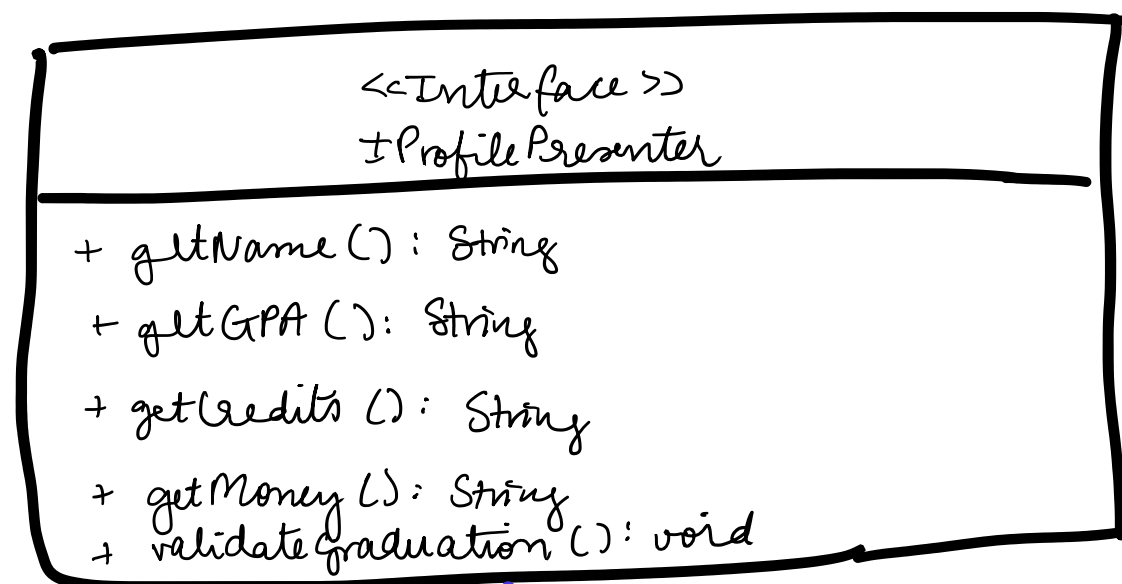 <<Interface>>
IProfilePresenter
+ getName(): String
+ getGPA(): String
+ getCredits(): String
+ getMoney(): String
+ validategraduation(): void